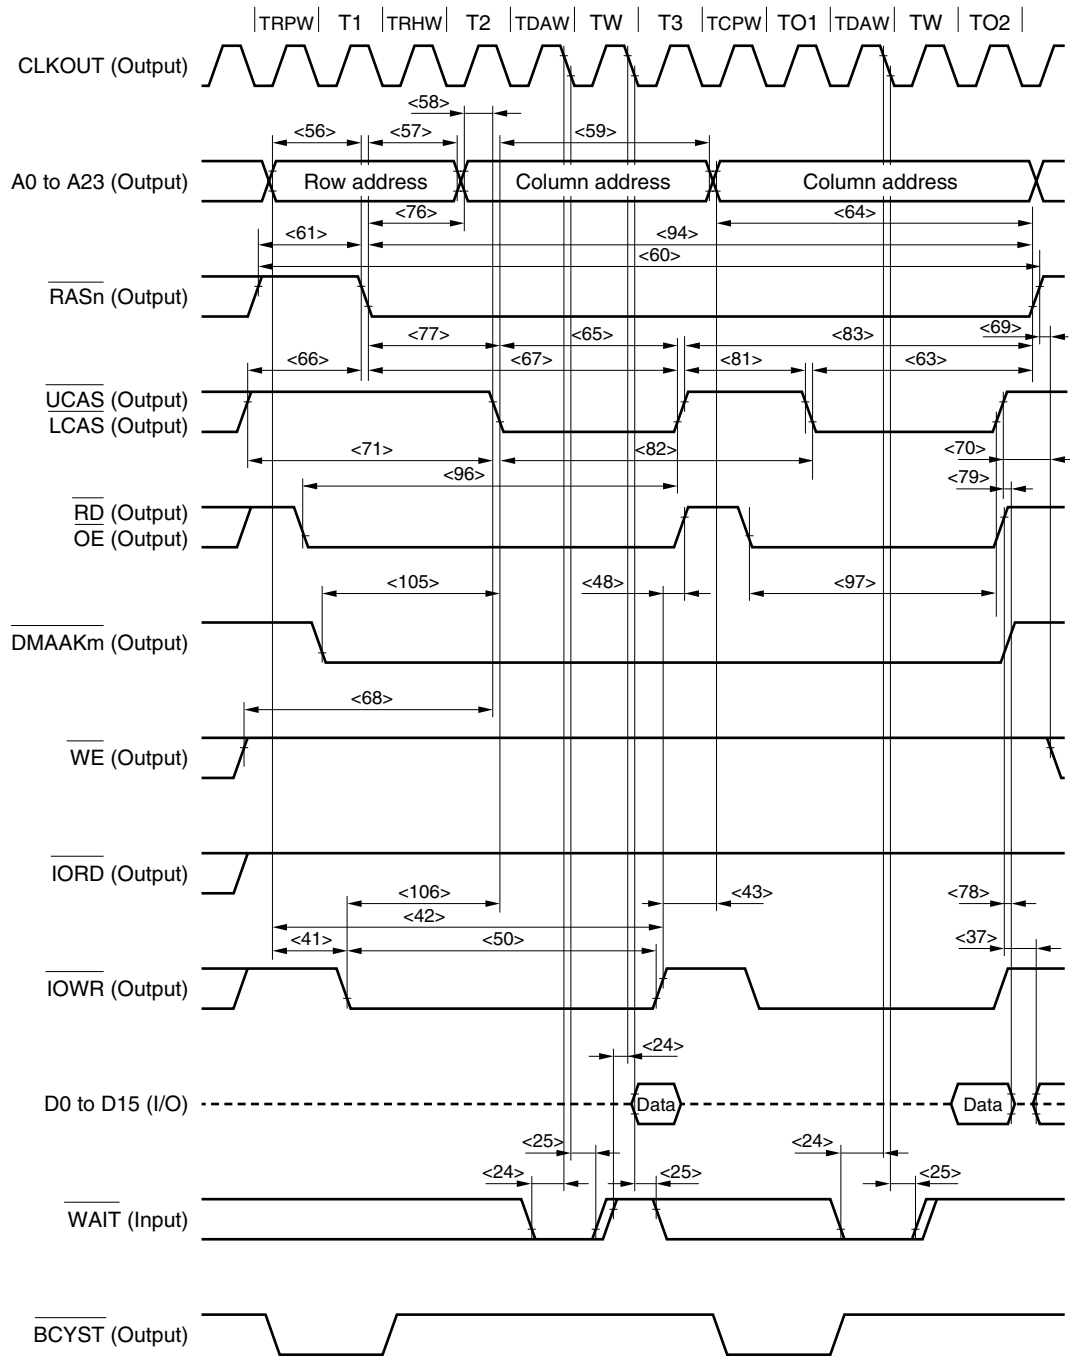 TRPW T1 TRHW T2 TDAW TW T3 TCPW TO1 TDAW TW TO2
CLKOUT (Output)
<58>
<56> <57> <59>
A0 to A23 (Output) Row address Column address Column address
<76> <64>
<61> <94>
<60>
RASn (Output)
<69>
<77> <65> <83>
<66> <67> <81> <63>
UCAS (Output)
LCAS (Output)
<71> <82> <70>
<96> <79>
RD (Output)
OE (Output)
<105> <48> <97>
DMAAKm (Output)
<68>
WE (Output)
IORD (Output)
<106> <43> <78>
<42>
<41> <50> <37>
IOWR (Output)
<24>
D0 to D15 (I/O) Data Data
<25> <24>
<24> <25> <25>
WAIT (Input)
BCYST (Output)